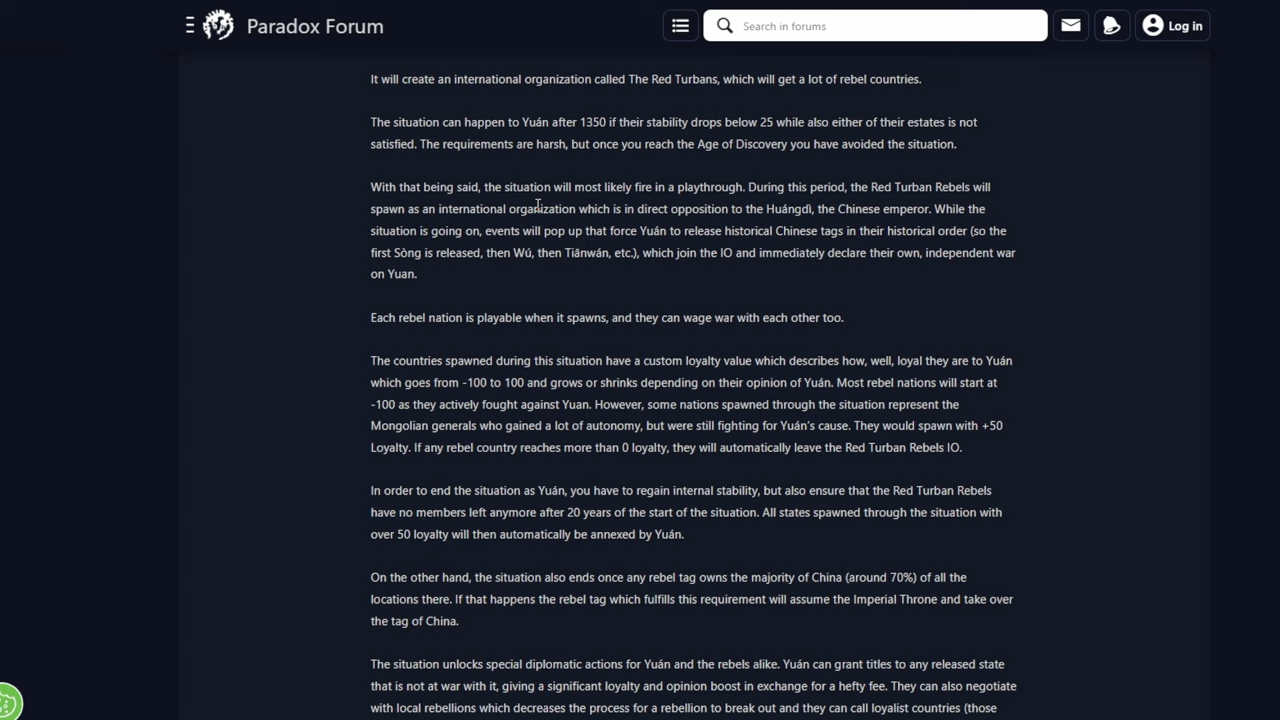 Paradox Forum
Search in forums
Log in
It will create an international organization called The Red Turbans, which will get a lot of rebel countries.
The situation can happen to Yuán after 1350 if their stability drops below 25 while also either of their estates is not
satisfied. The requirements are harsh, but once you reach the Age of Discovery you have avoided the situation.
With that being said, the situation will most likely fire in a playthrough. During this period, the Red Turban Rebels will
spawn as an international organization which is in direct opposition to the Huángdì, the Chinese emperor. While the
situation is going on, events will pop up that force Yuán to release historical Chinese tags in their historical order (so the
first Sòng is released, then Wú, then Tiānwán, etc.), which join the IO and immediately declare their own, independent war
on Yuan.
Each rebel nation is playable when it spawns, and they can wage war with each other too.
The countries spawned during this situation have a custom loyalty value which describes how, well, loyal they are to Yuán
which goes from -100 to 100 and grows or shrinks depending on their opinion of Yuán. Most rebel nations will start at
-100 as they actively fought against Yuan. However, some nations spawned through the situation represent the
Mongolian generals who gained a lot of autonomy, but were still fighting for Yuán's cause. They would spawn with +50
Loyalty. If any rebel country reaches more than 0 loyalty, they will automatically leave the Red Turban Rebels IO.
In order to end the situation as Yuán, you have to regain internal stability, but also ensure that the Red Turban Rebels
have no members left anymore after 20 years of the start of the situation. All states spawned through the situation with
over 50 loyalty will then automatically be annexed by Yuán.
On the other hand, the situation also ends once any rebel tag owns the majority of China (around 70%) of all the
locations there. If that happens the rebel tag which fulfills this requirement will assume the Imperial Throne and take over
the tag of China.
The situation unlocks special diplomatic actions for Yuán and the rebels alike. Yuán can grant titles to any released state
that is not at war with it, giving a significant loyalty and opinion boost in exchange for a hefty fee. They can also negotiate
with local rebellions which decreases the process for a rebellion to break out and they can call loyalist countries (those